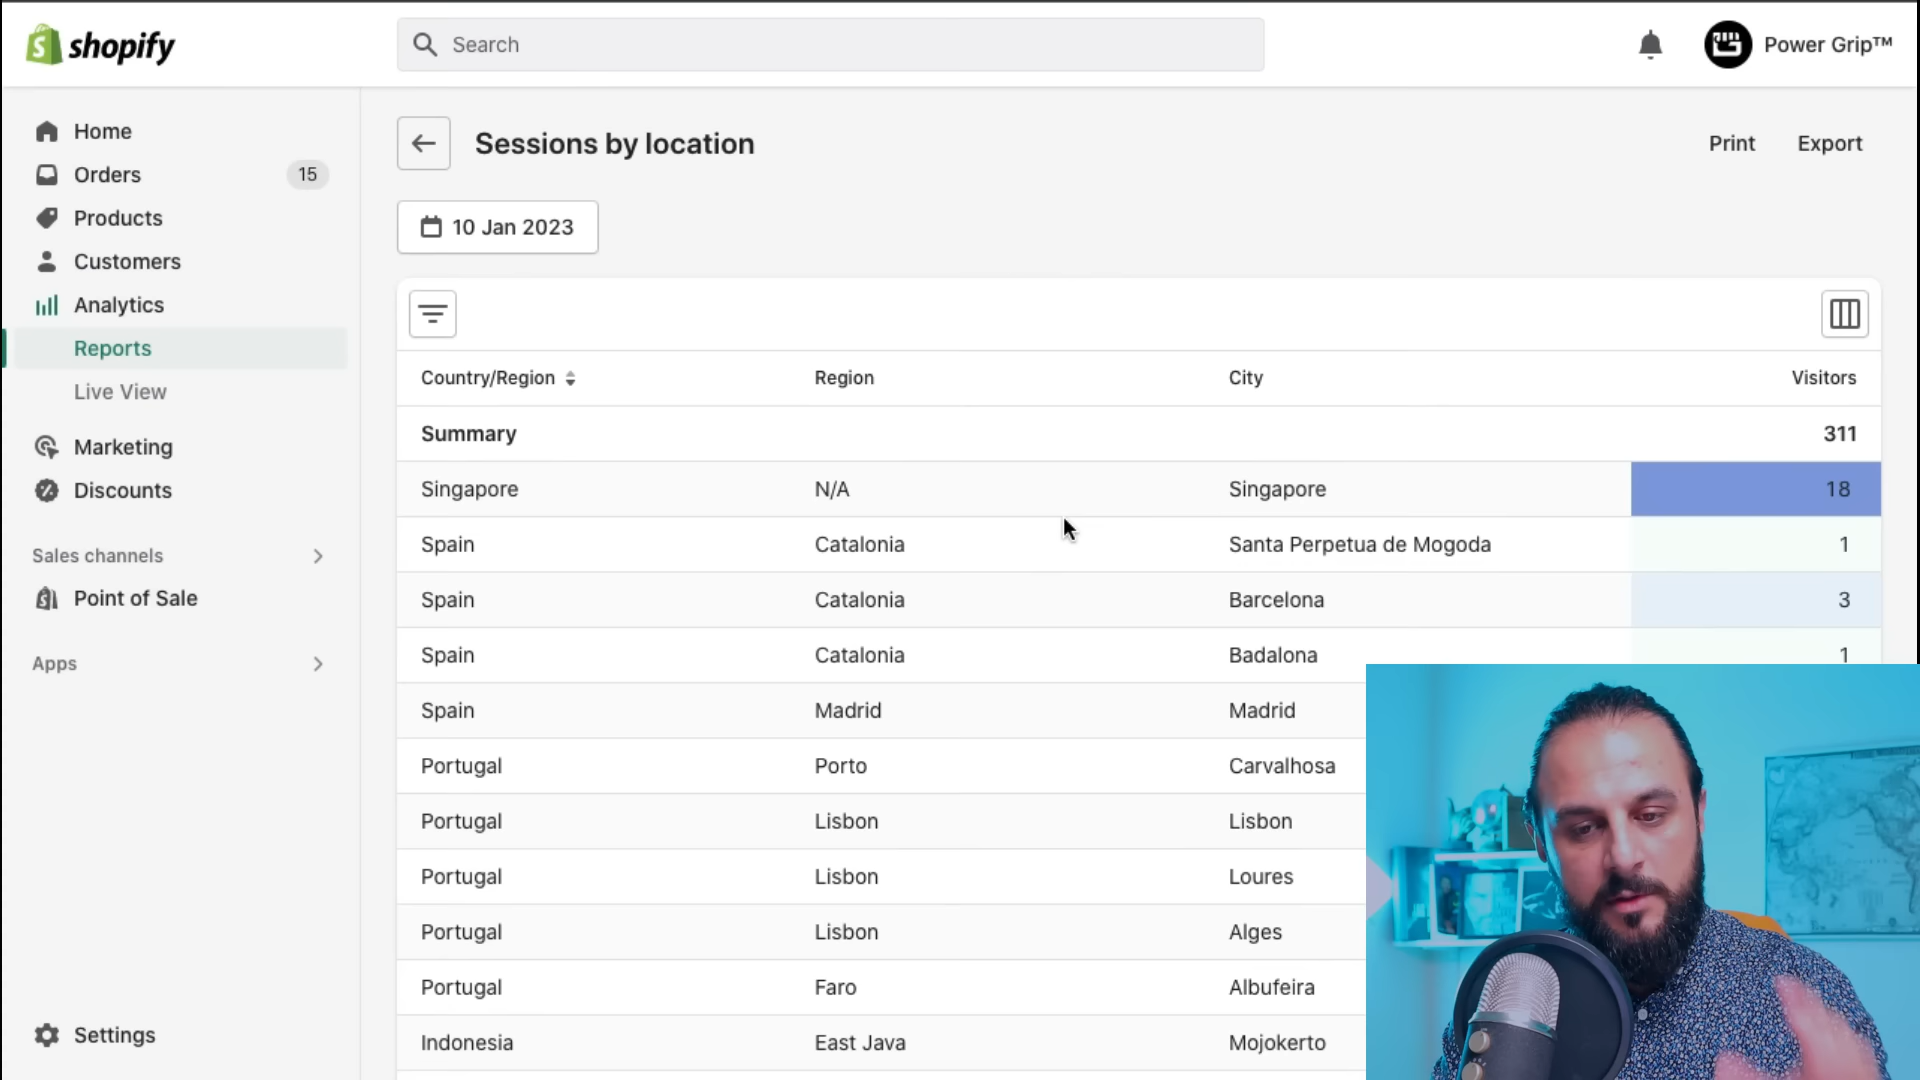 shopify
Search
Power Grip™
Home
Orders 15
Products
Customers
Analytics
Reports
Live View
Marketing
Discounts
Sales channels
Point of Sale
Apps
Settings
Sessions by location
Print Export
10 Jan 2023
Country/Region Region City Visitors
Summary 311
Singapore N/A Singapore 18
Spain Catalonia Santa Perpetua de Mogoda 1
Spain Catalonia Barcelona 3
Spain Catalonia Badalona 1
Spain Madrid Madrid
Portugal Porto Carvalhosa
Portugal Lisbon Lisbon
Portugal Lisbon Loures
Portugal Lisbon Alges
Portugal Faro Albufeira
Indonesia East Java Mojokerto